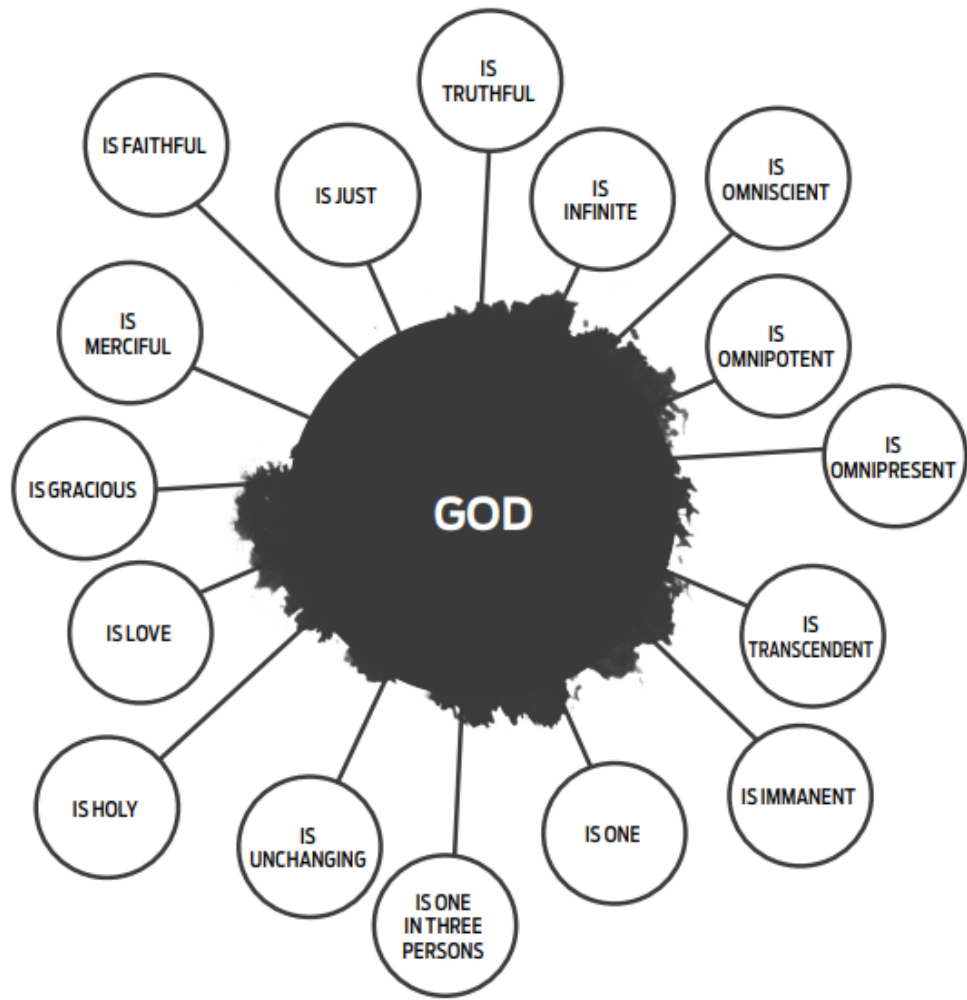 IS
TRUTHFUL
IS FAITHFUL
IS JUST
IS
INFINITE
IS
OMNISCIENT
IS
MERCIFUL
IS
OMNIPOTENT
IS GRACIOUS
IS
OMNIPRESENT
GOD
IS LOVE
IS
TRANSCENDENT
IS HOLY
IS
UNCHANGING
IS ONE
IN THREE
PERSONS
IS ONE
IS IMMANENT